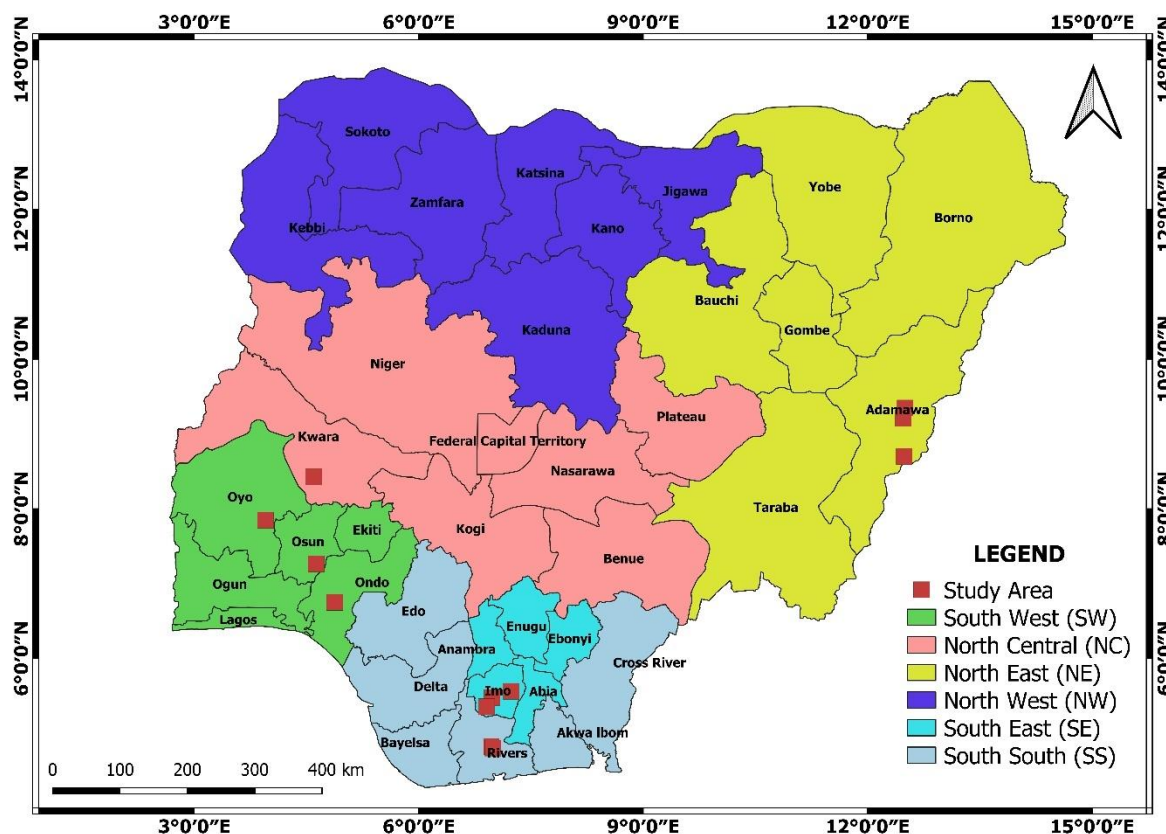 3°0′0″E 6°0′0″E 9°0′0″E 12°0′0″E 15°0′0″E
14°0′0″N 14°0′0″N
12°0′0″N 12°0′0″N
10°0′0″N 10°0′0″N
8°0′0″N 8°0′0″N
6°0′0″N 6°0′0″N
Sokoto
Katsina
Yobe
Jigawa
Zamfara
Borno
Kebbi
Kano
Bauchi
Kaduna
Gombe
Niger
Adamawa
Plateau
Kwara
Federal Capital Territory
Nasarawa
Oyo
Taraba
Kogi
Ekiti
Osun
Benue
Ogun
Ondo
Edo
Lagos
Enugu
Ebonyi
Anambra
Cross River
Delta
Imo
Abia
Akwa Ibom
Bayelsa
Rivers
LEGEND
Study Area
South West (SW)
North Central (NC)
North East (NE)
North West (NW)
South East (SE)
South South (SS)
0 100 200 300 400 km
3°0′0″E 6°0′0″E 9°0′0″E 12°0′0″E 15°0′0″E